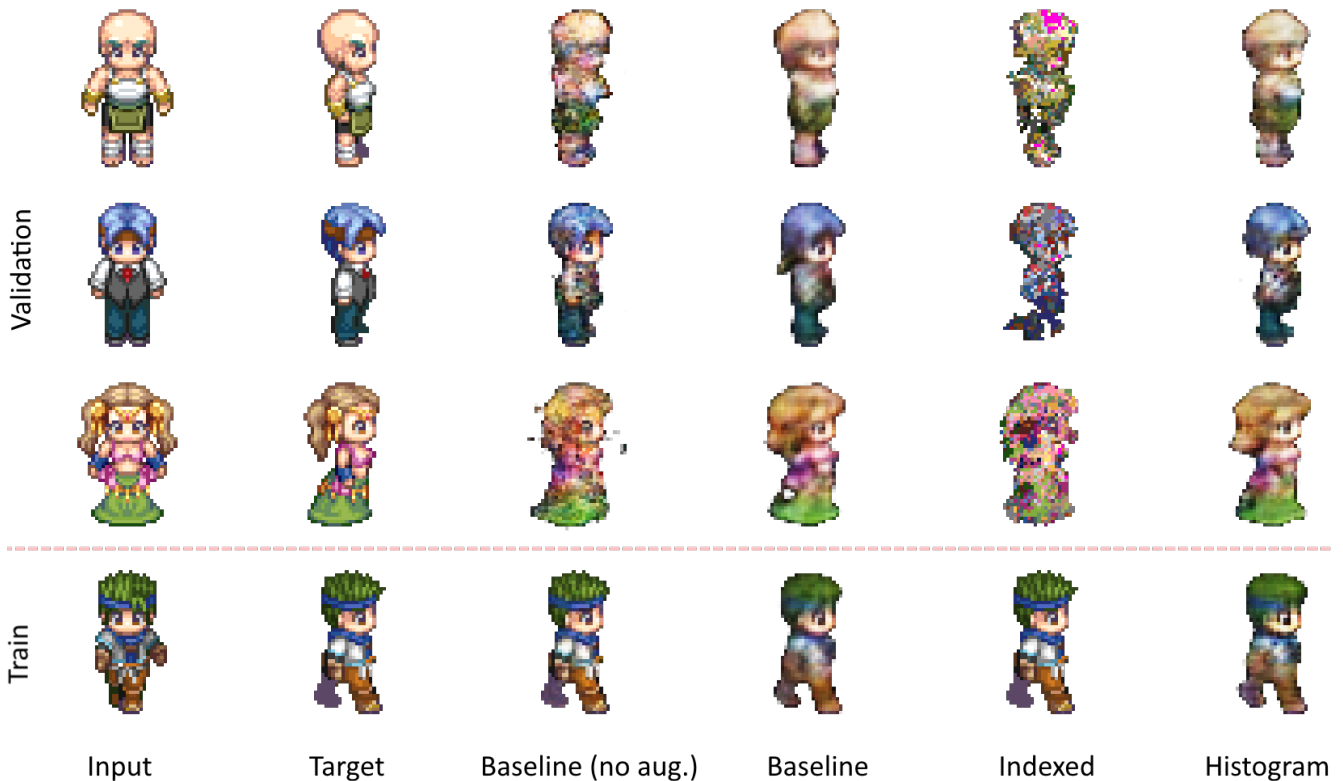 Validation
Train
Input
Target
Baseline (no aug.)
Baseline
Indexed
Histogram